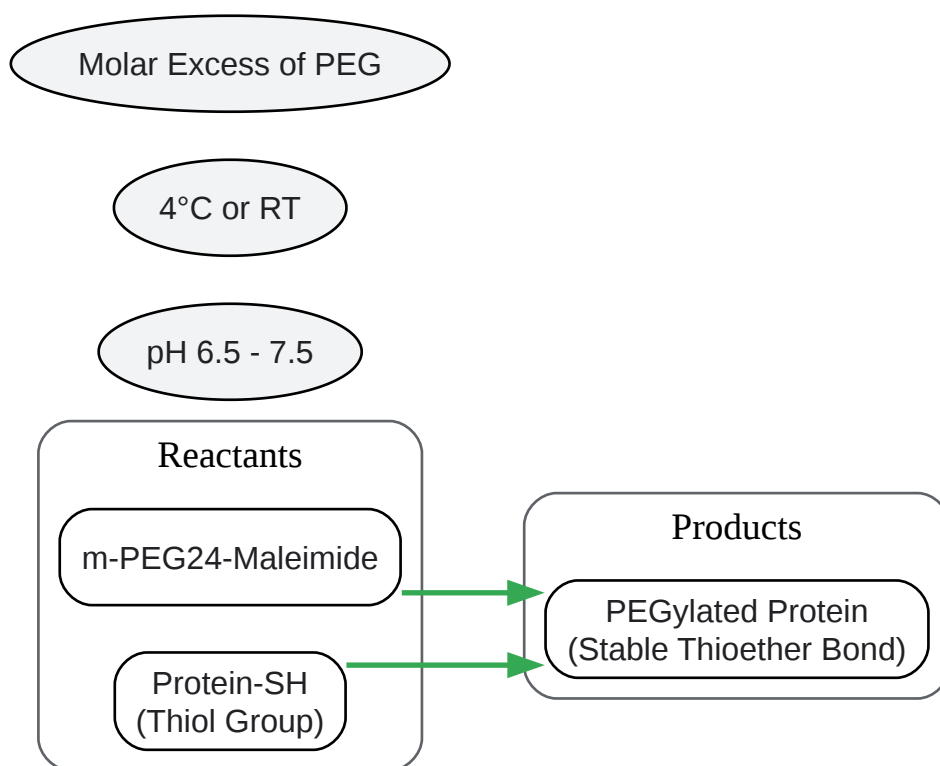 Molar Excess of PEG
4°C or RT
pH 6.5 - 7.5
Reactants
m-PEG24-Maleimide
Protein-SH
(Thiol Group)
Products
PEGylated Protein
(Stable Thioether Bond)